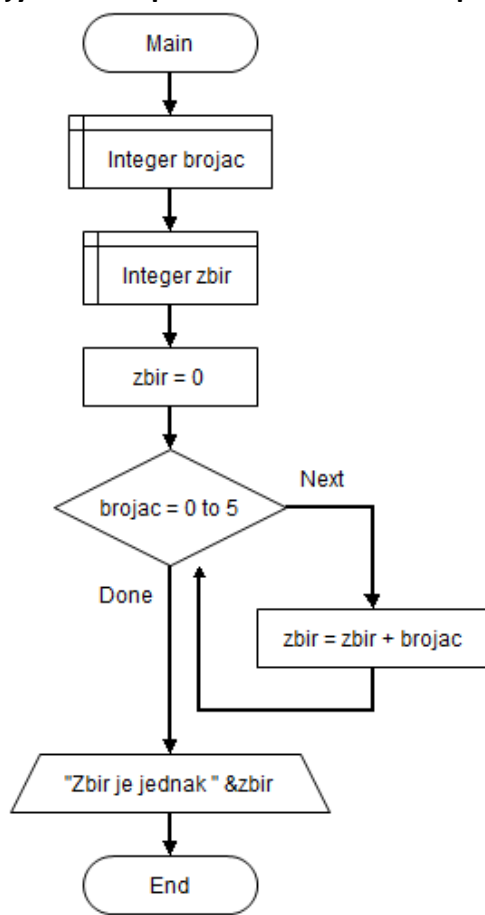 Main
Integer brojac
Integer zbir
zbir = 0
brojac = 0 to 5
Next
Done
zbir = zbir + brojac
"Zbir je jednak " &zbir
End